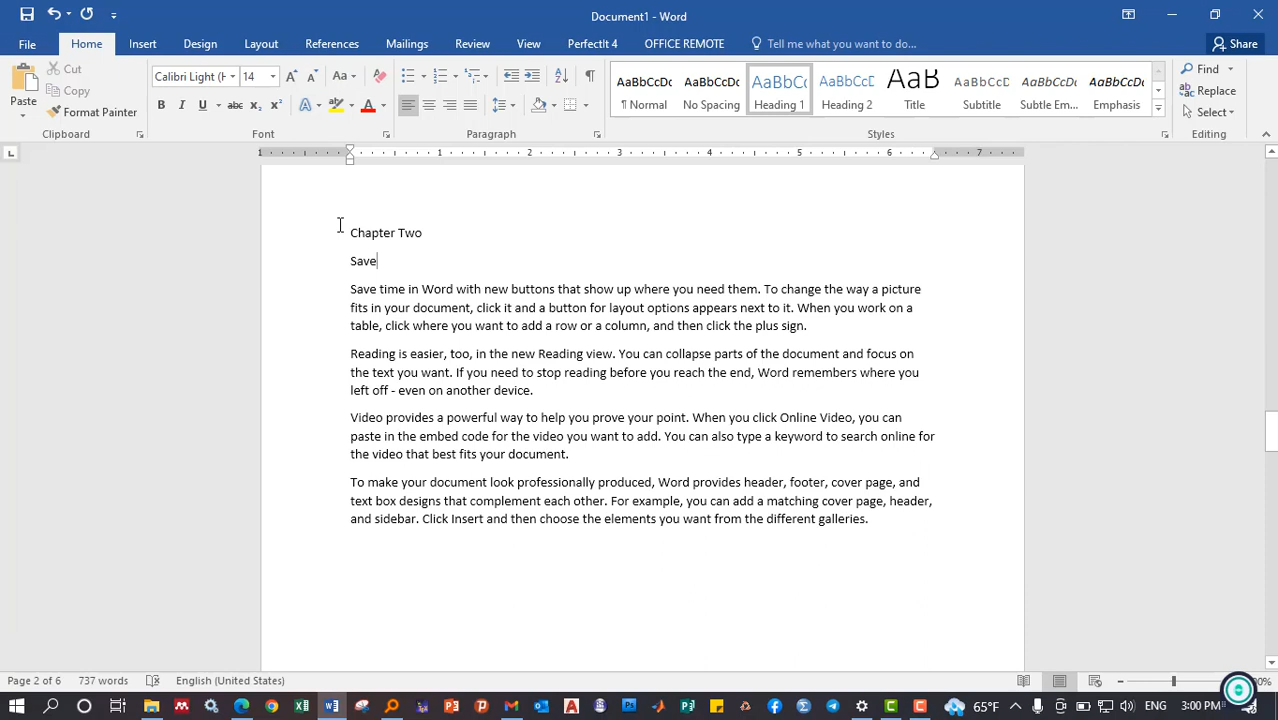 Document1 - Word
File Home Insert Design Layout References Mailings Review View PerfectIt 4 OFFICE REMOTE Tell me what you want to do... Share
Paste
Cut
Copy
Format Painter
Clipboard
Calibri Light (H 14
Font
Paragraph
AaBbCcDc AaBbCcDc AaBbCc AaBbCcD AaB AaBbCcD AaBbCcDc AaBbCcDc
¶ Normal No Spacing Heading 1 Heading 2 Title Subtitle Subtle Em... Emphasis
Styles
Find
Replace
Select
Editing
1 1 2 3 4 5 6 7
Chapter Two
Save
Save time in Word with new buttons that show up where you need them. To change the way a picture
fits in your document, click it and a button for layout options appears next to it. When you work on a
table, click where you want to add a row or a column, and then click the plus sign.
Reading is easier, too, in the new Reading view. You can collapse parts of the document and focus on
the text you want. If you need to stop reading before you reach the end, Word remembers where you
left off - even on another device.
Video provides a powerful way to help you prove your point. When you click Online Video, you can
paste in the embed code for the video you want to add. You can also type a keyword to search online for
the video that best fits your document.
To make your document look professionally produced, Word provides header, footer, cover page, and
text box designs that complement each other. For example, you can add a matching cover page, header,
and sidebar. Click Insert and then choose the elements you want from the different galleries.
Page 2 of 6 737 words English (United States)
65°F ENG 3:00 PM